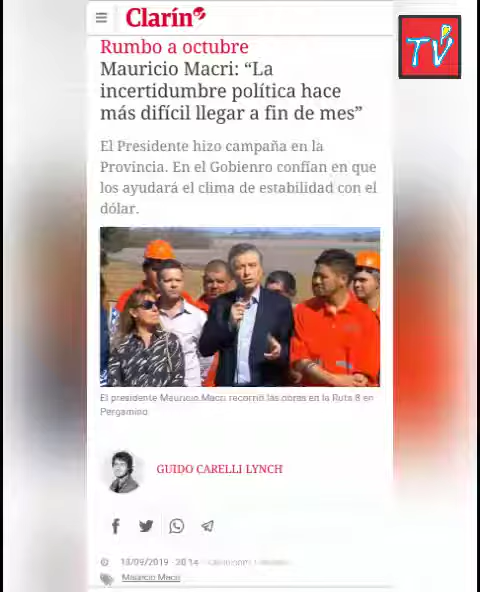 Clarín
TV
Rumbo a octubre
Mauricio Macri: “La
incertidumbre política hace
más difícil llegar a fin de mes”
El Presidente hizo campaña en la
Provincia. En el Gobienro confían en que
los ayudará el clima de estabilidad con el
dólar.
El presidente Mauricio Macri recorrió las obras en la Ruta 8 en
Pergamino.
GUIDO CARELLI LYNCH
13/09/2019 - 20:14
Mauricio Macri